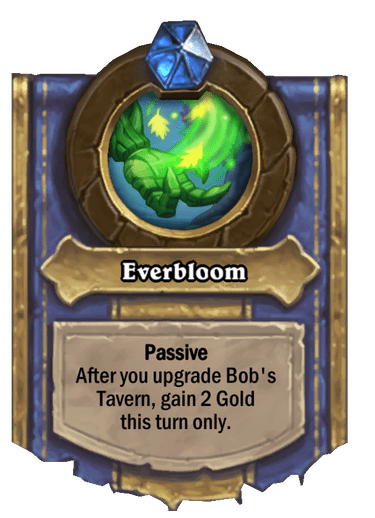 Everbloom
Passive
After you upgrade Bob's
Tavern, gain 2 Gold
this turn only.